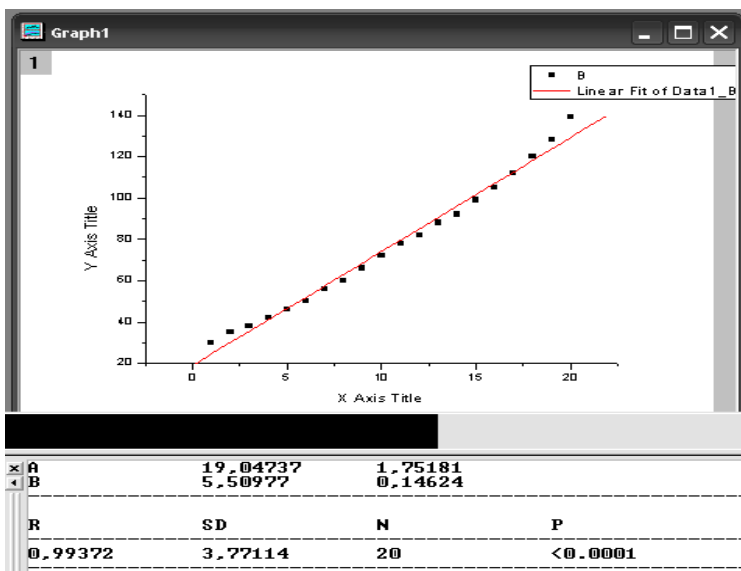 Graph1
1
B
Linear Fit of Data1_B
140
120
100
80
60
40
20
Y Axis Title
0 5 10 15 20
X Axis Title
A 19,04737 1,75181
B 5,50977 0,14624
R SD N P
0,99372 3,77114 20 <0.0001